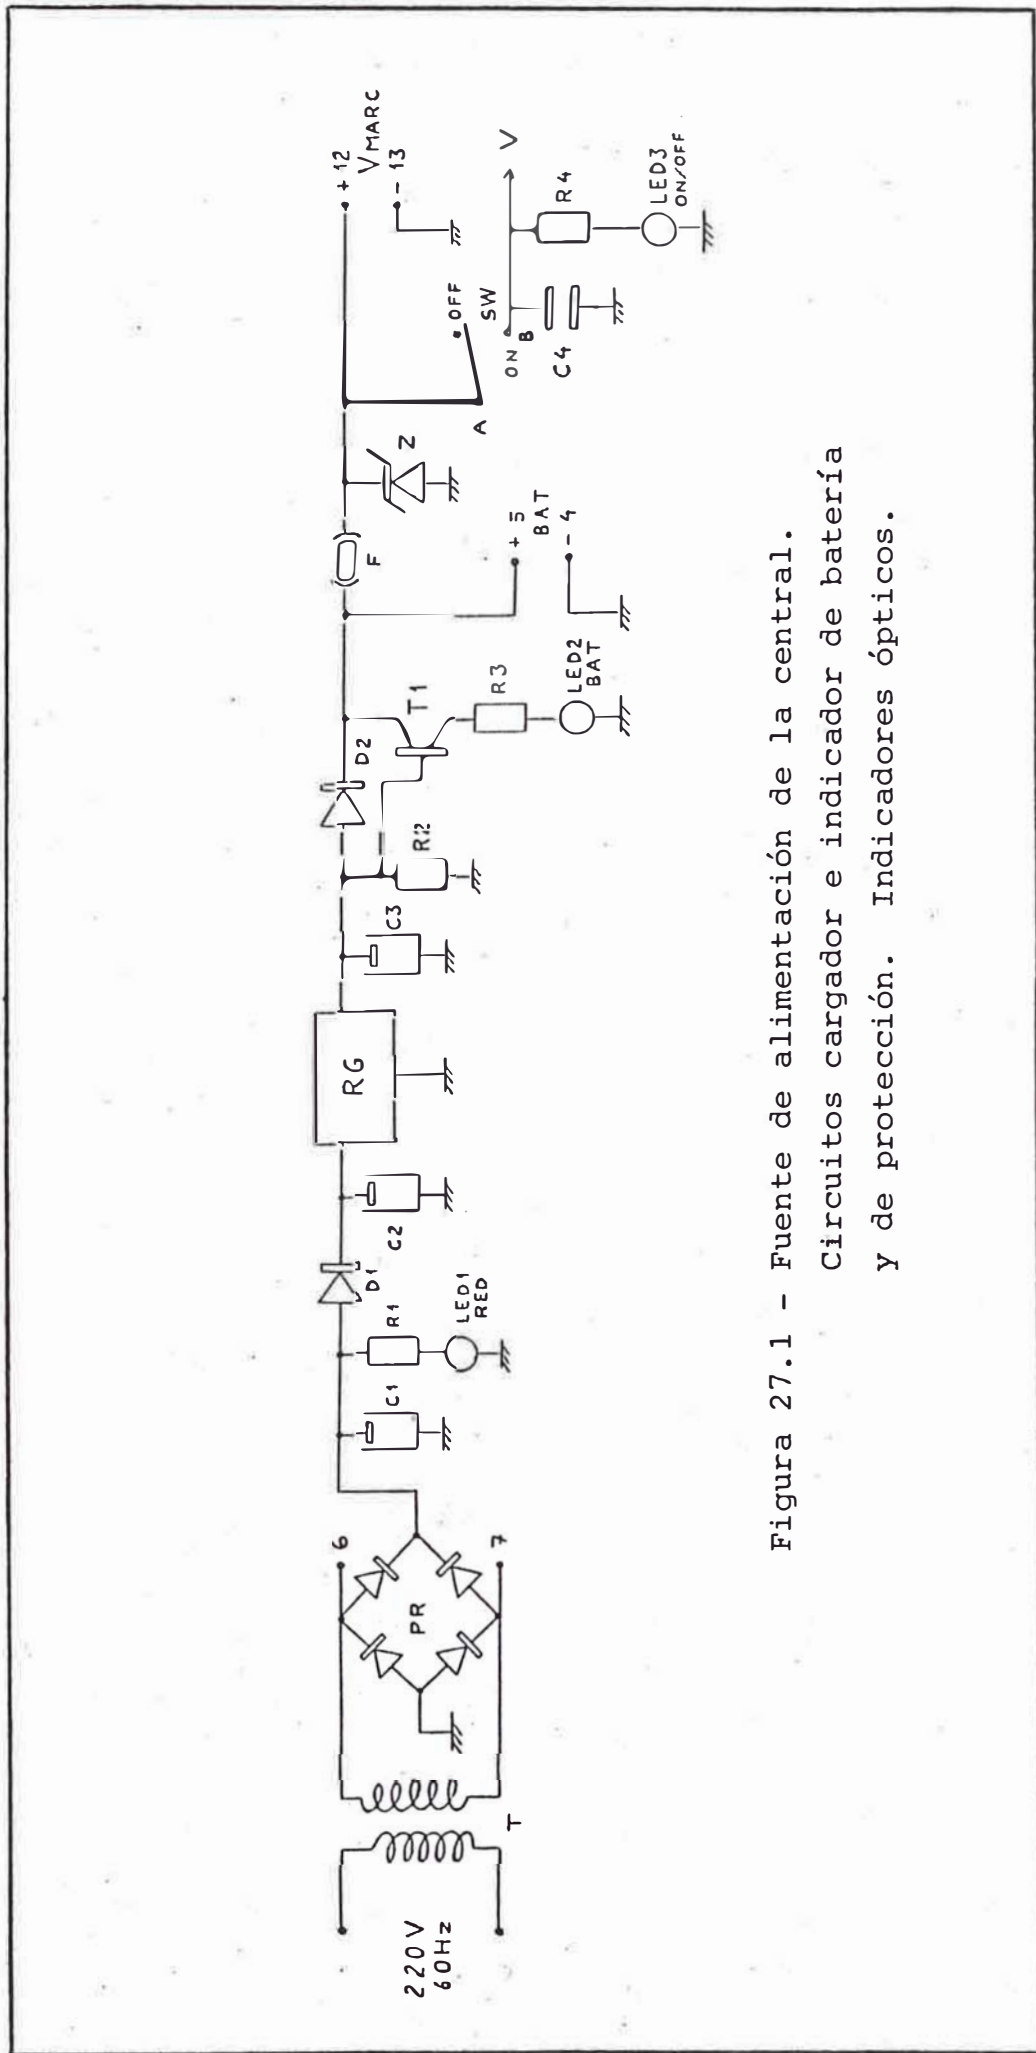 220V
60Hz
T
6
7
PR
C1
R1
LED1
RED
D1
C2
RG
C3
R2
D2
T1
R3
LED2
BAT
+ 5
BAT
- 4
F
Z
A
OFF
SW
ON
B
C4
+ 12
VMARC
- 13
V
R4
LED3
ON/OFF
Figura 27.1 - Fuente de alimentación de la central.
Circuitos cargador e indicador de batería
y de protección. Indicadores ópticos.